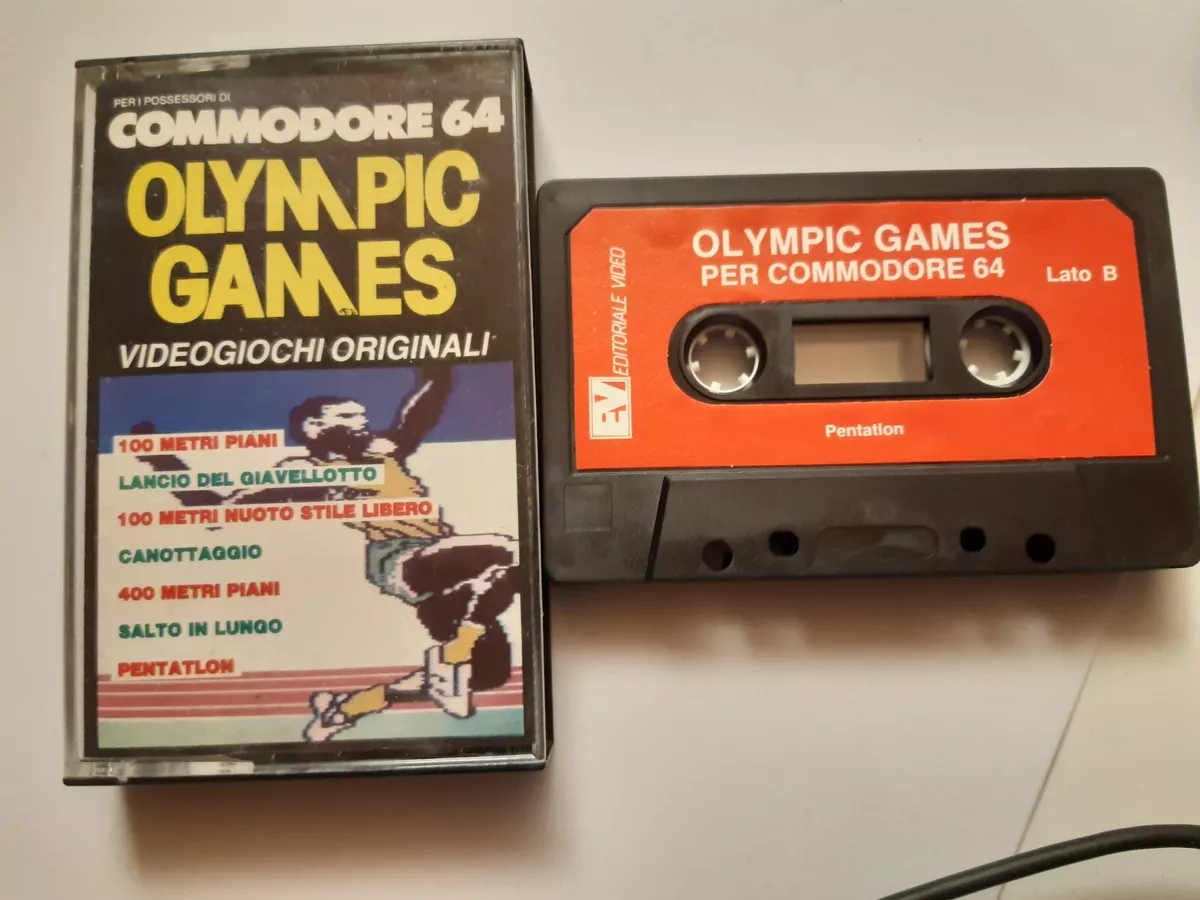 PER I POSSESSORI DI
COMMODORE 64
OLYMPIC
GAMES
VIDEOGIOCHI ORIGINALI
100 METRI PIANI
LANCIO DEL GIAVELLOTTO
100 METRI NUOTO STILE LIBERO
CANOTTAGGIO
400 METRI PIANI
SALTO IN LUNGO
PENTATLON
OLYMPIC GAMES
PER COMMODORE 64
Lato B
EV EDITORIALE VIDEO
Pentatlon